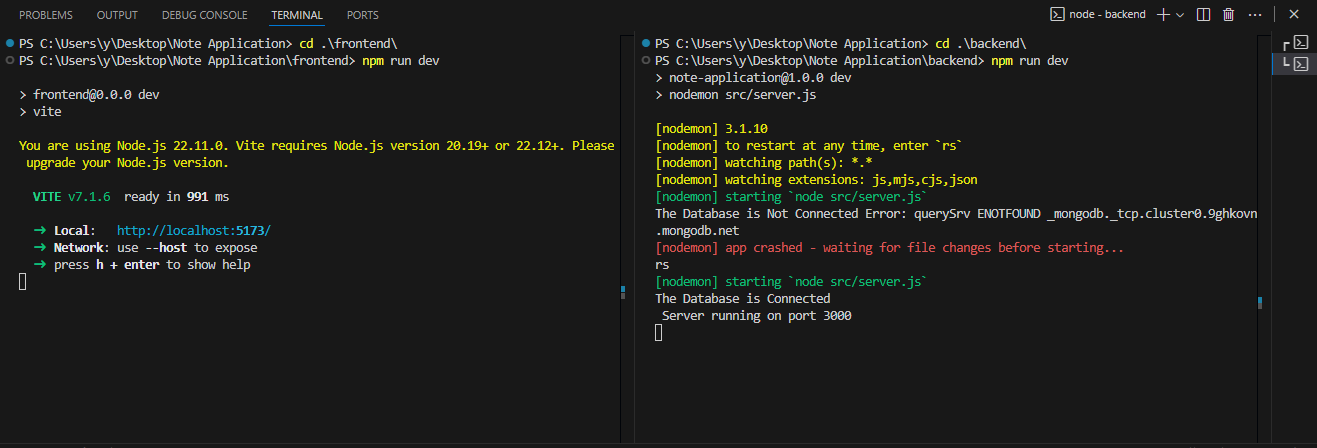 PROBLEMS OUTPUT DEBUG CONSOLE TERMINAL PORTS
node - backend
PS C:\Users\y\Desktop\Note Application> cd .\frontend\
PS C:\Users\y\Desktop\Note Application\frontend> npm run dev
> frontend@0.0.0 dev
> vite
You are using Node.js 22.11.0. Vite requires Node.js version 20.19+ or 22.12+. Please
upgrade your Node.js version.
VITE v7.1.6 ready in 991 ms
➜ Local: http://localhost:5173/
➜ Network: use --host to expose
➜ press h + enter to show help
PS C:\Users\y\Desktop\Note Application> cd .\backend\
PS C:\Users\y\Desktop\Note Application\backend> npm run dev
> note-application@1.0.0 dev
> nodemon src/server.js
[nodemon] 3.1.10
[nodemon] to restart at any time, enter `rs`
[nodemon] watching path(s): *.*
[nodemon] watching extensions: js,mjs,cjs,json
[nodemon] starting `node src/server.js`
The Database is Not Connected Error: querySrv ENOTFOUND _mongodb._tcp.cluster0.9ghkovn
.mongodb.net
[nodemon] app crashed - waiting for file changes before starting...
rs
[nodemon] starting `node src/server.js`
The Database is Connected
Server running on port 3000